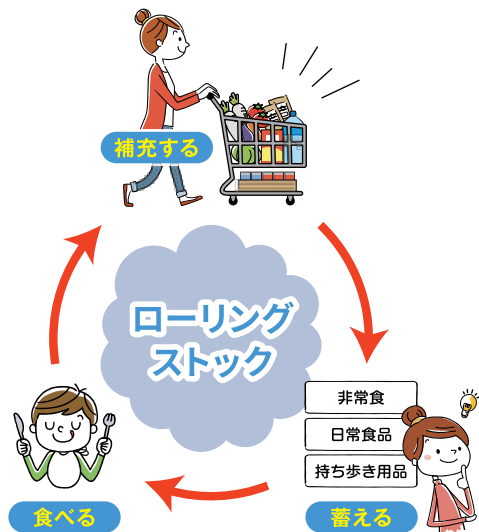 補充する
ローリング
ストック
非常食
日常食品
持ち歩き用品
食べる
蓄える